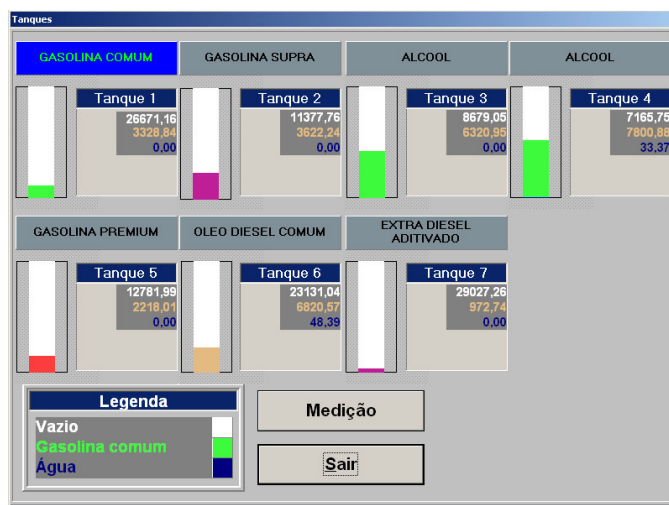 Tanques
GASOLINA COMUM
GASOLINA SUPRA
ALCOOL
ALCOOL
Tanque 1
26671,16
3328,84
0,00
Tanque 2
11377,76
3622,24
0,00
Tanque 3
8679,05
6320,95
0,00
Tanque 4
7165,75
7800,88
33,37
GASOLINA PREMIUM
OLEO DIESEL COMUM
EXTRA DIESEL
ADITIVADO
Tanque 5
12781,99
2218,01
0,00
Tanque 6
23131,04
6820,57
48,39
Tanque 7
29027,26
972,74
0,00
Legenda
Vazio
Gasolina comum
Água
Medição
Sair